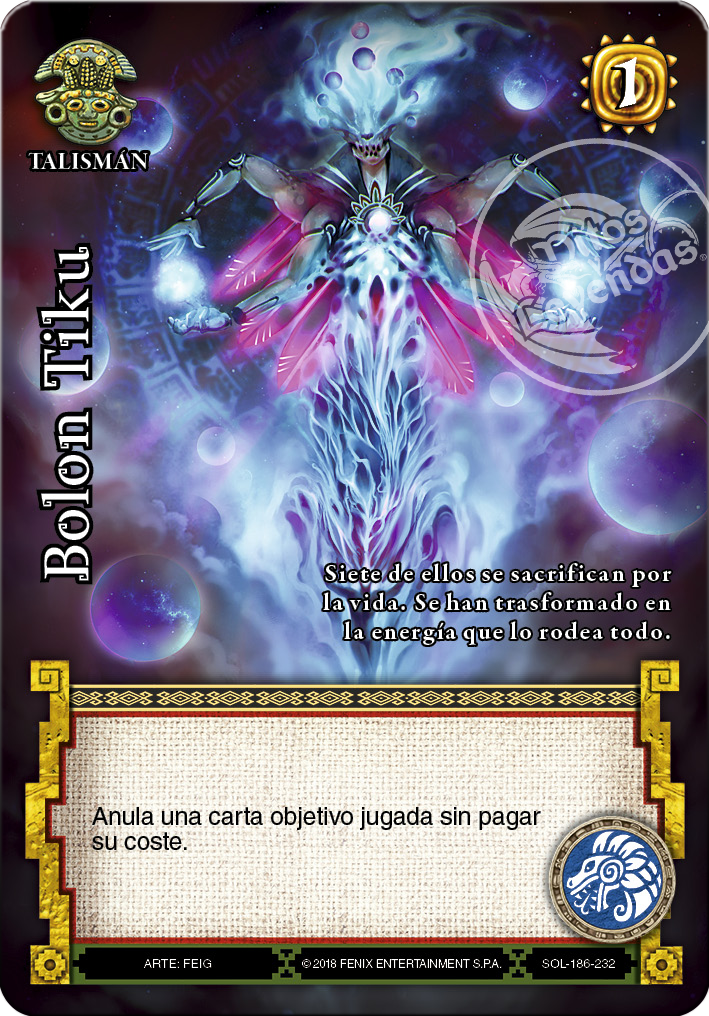 1
TALISMÁN
Mitos
Leyendas®
Bolon Tiku
Siete de ellos se sacrifican por
la vida. Se han trasformado en
la energía que lo rodea todo.
Anula una carta objetivo jugada sin pagar
su coste.
ARTE: FEIG
© 2018 FENIX ENTERTAINMENT S.P.A.
SOL-186-232